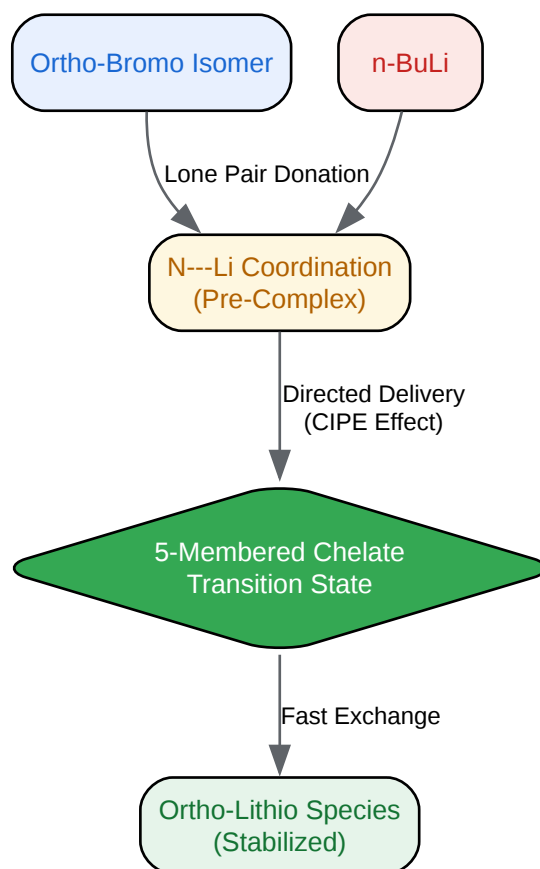 Ortho-Bromo Isomer
n-BuLi
Lone Pair Donation
N---Li Coordination
(Pre-Complex)
Directed Delivery
(CIPE Effect)
5-Membered Chelate
Transition State
Fast Exchange
Ortho-Lithio Species
(Stabilized)